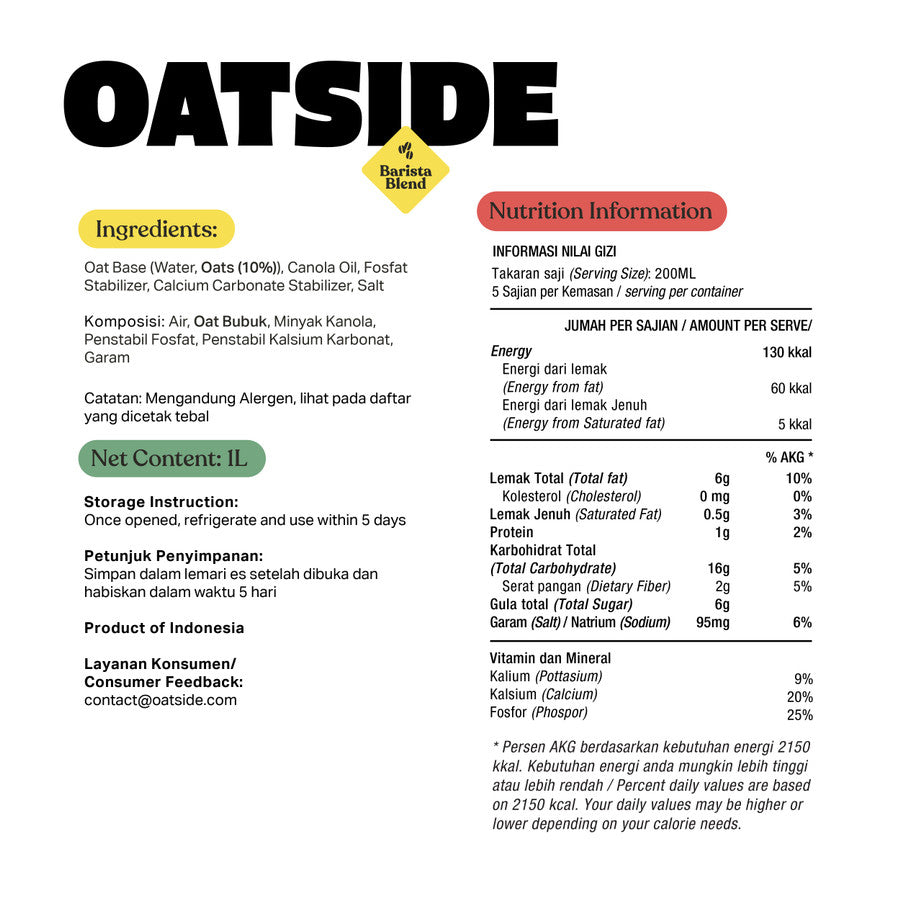 OATSIDE
Barista
Blend
Ingredients:
Oat Base (Water, Oats (10%)), Canola Oil, Fosfat
Stabilizer, Calcium Carbonate Stabilizer, Salt
Komposisi: Air, Oat Bubuk, Minyak Kanola,
Penstabil Fosfat, Penstabil Kalsium Karbonat,
Garam
Catatan: Mengandung Alergen, lihat pada daftar
yang dicetak tebal
Net Content: 1L
Storage Instruction:
Once opened, refrigerate and use within 5 days
Petunjuk Penyimpanan:
Simpan dalam lemari es setelah dibuka dan
habiskan dalam waktu 5 hari
Product of Indonesia
Layanan Konsumen/
Consumer Feedback:
contact@oatside.com
Nutrition Information
INFORMASI NILAI GIZI
Takaran saji (Serving Size): 200ML
5 Sajian per Kemasan / serving per container
JUMAH PER SAJIAN / AMOUNT PER SERVE/
Energy 130 kkal
Energi dari lemak
(Energy from fat) 60 kkal
Energi dari lemak Jenuh
(Energy from Saturated fat) 5 kkal
% AKG *
Lemak Total (Total fat) 6g 10%
Kolesterol (Cholesterol) 0 mg 0%
Lemak Jenuh (Saturated Fat) 0.5g 3%
Protein 1g 2%
Karbohidrat Total
(Total Carbohydrate) 16g 5%
Serat pangan (Dietary Fiber) 2g 5%
Gula total (Total Sugar) 6g
Garam (Salt) / Natrium (Sodium) 95mg 6%
Vitamin dan Mineral
Kalium (Pottasium) 9%
Kalsium (Calcium) 20%
Fosfor (Phospor) 25%
* Persen AKG berdasarkan kebutuhan energi 2150
kkal. Kebutuhan energi anda mungkin lebih tinggi
atau lebih rendah / Percent daily values are based
on 2150 kcal. Your daily values may be higher or
lower depending on your calorie needs.